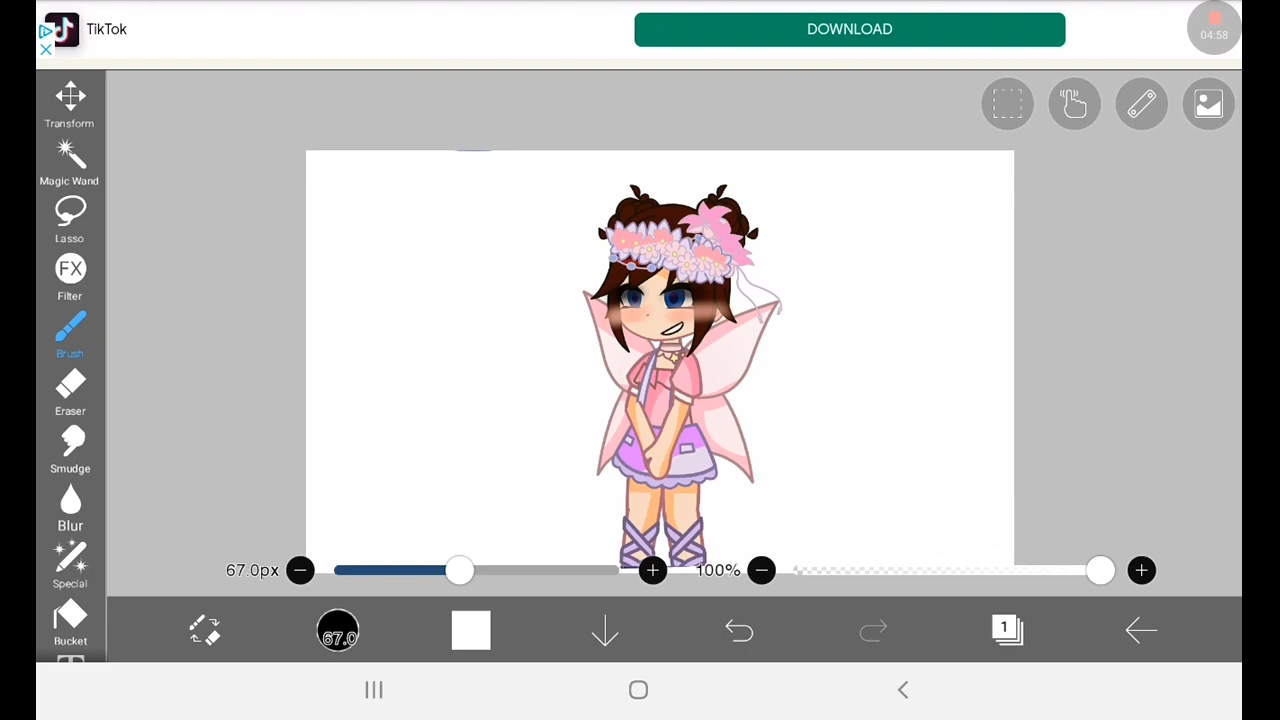 TikTok
DOWNLOAD
04:58
Transform
Magic Wand
Lasso
FX
Filter
Brush
Eraser
Smudge
Blur
Special
Bucket
67.0px
100%
67.0
1